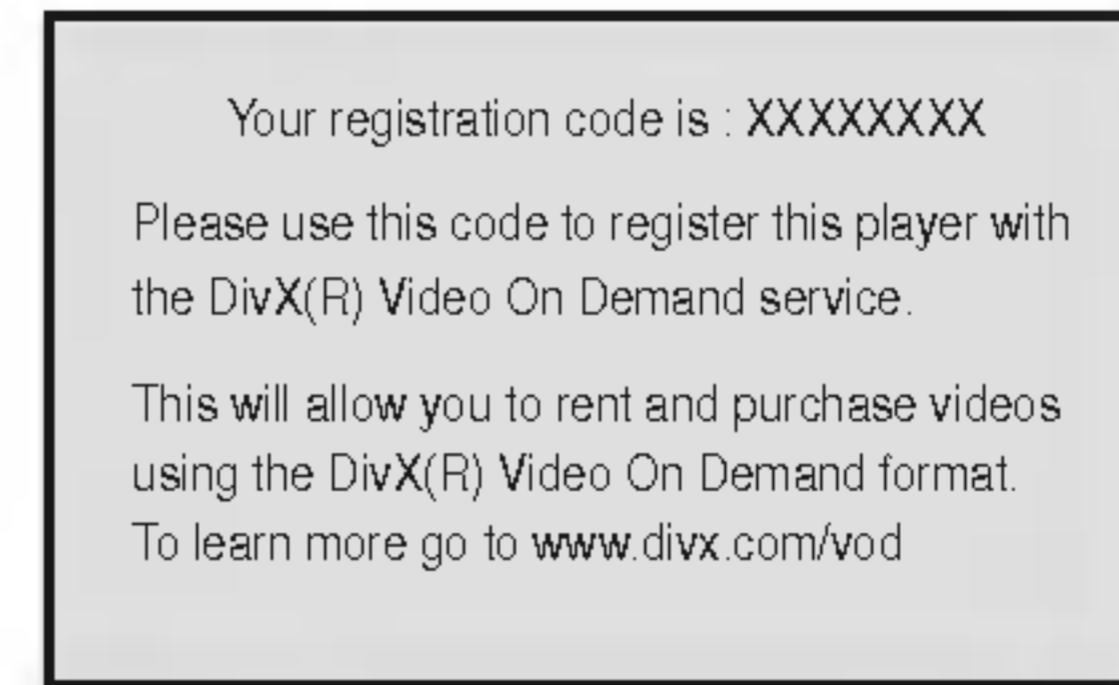 Your registration code is : XXXXXXXX
Please use this code to register this player with
the DivX(R) Video On Demand service.
This will allow you to rent and purchase videos
using the DivX(R) Video On Demand format.
To learn more go to www.divx.com/vod